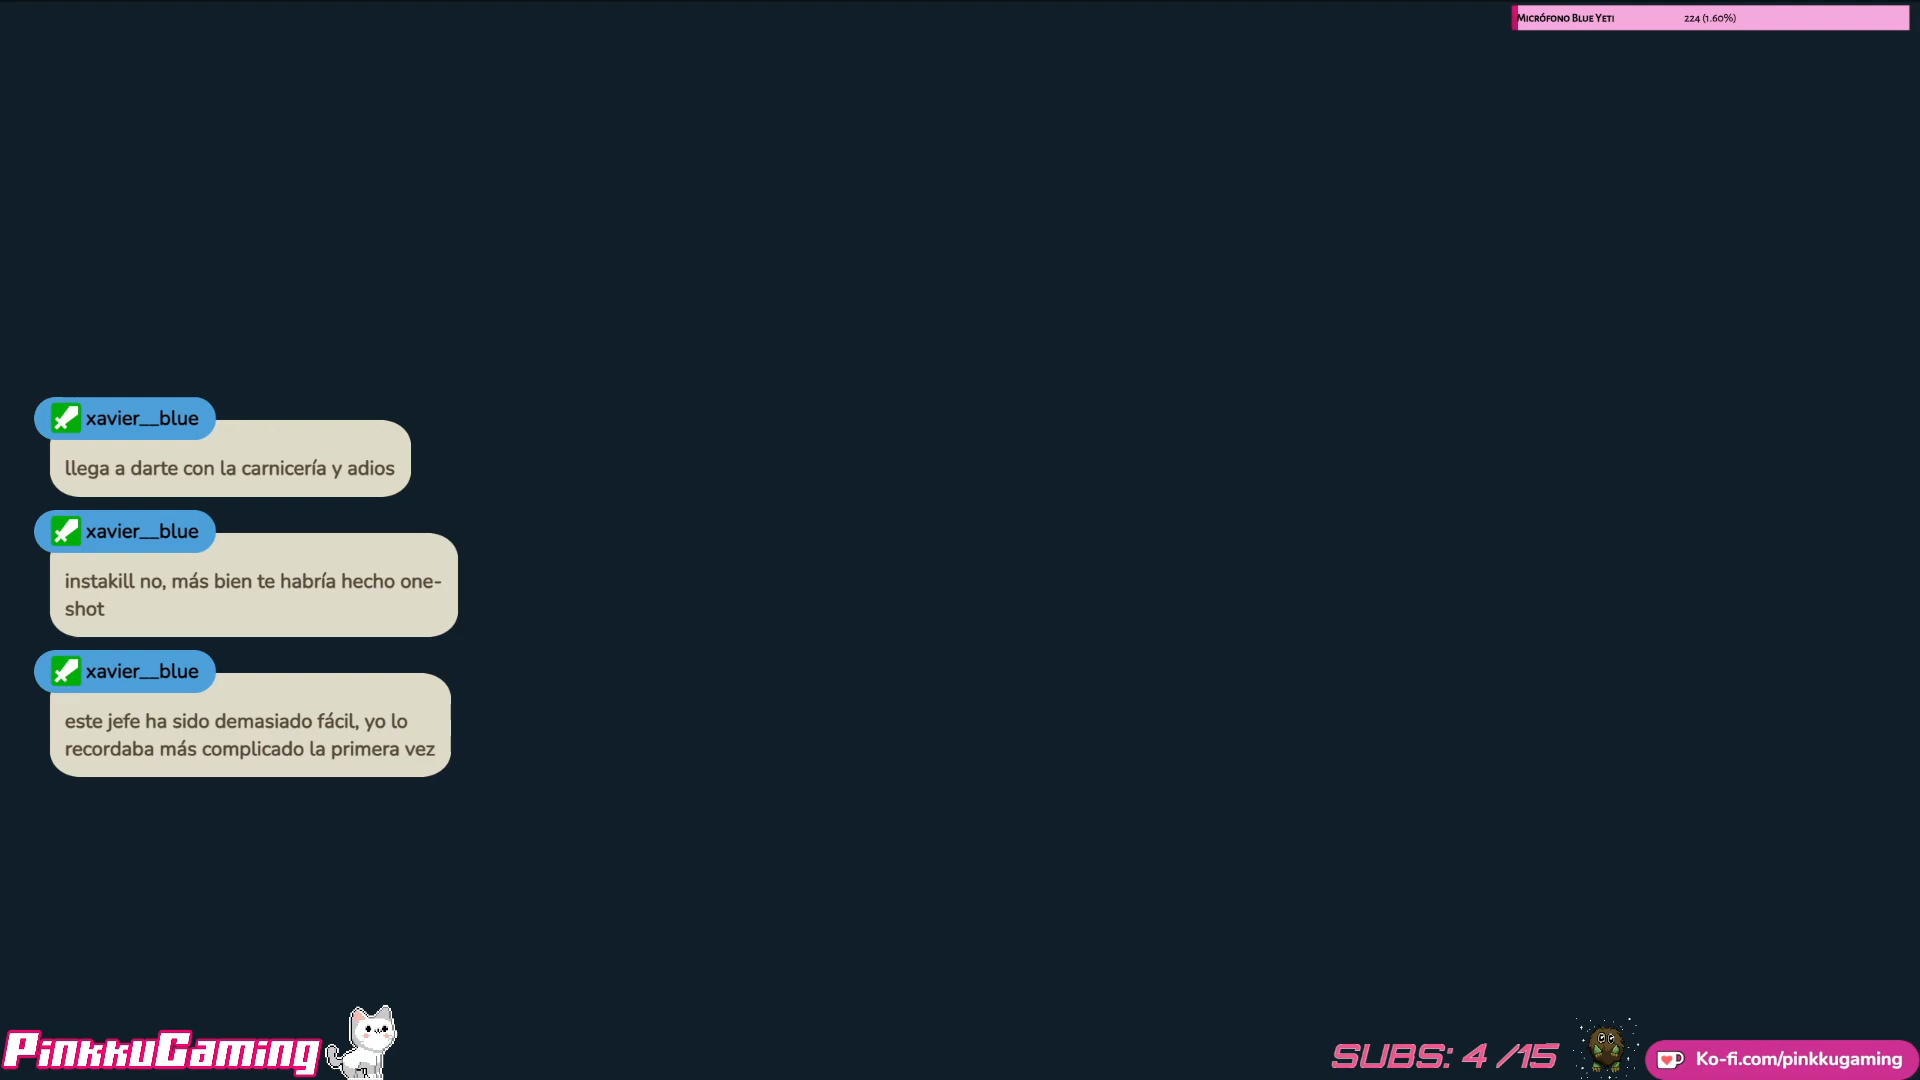 Micrófono Blue Yeti 224 (1.60%)
xavier__blue
llega a darte con la carnicería y adios
xavier__blue
instakill no, más bien te habría hecho one-
shot
xavier__blue
este jefe ha sido demasiado fácil, yo lo
recordaba más complicado la primera vez
PinkkuGaming
SUBS: 4 /15
Ko-fi.com/pinkkugaming